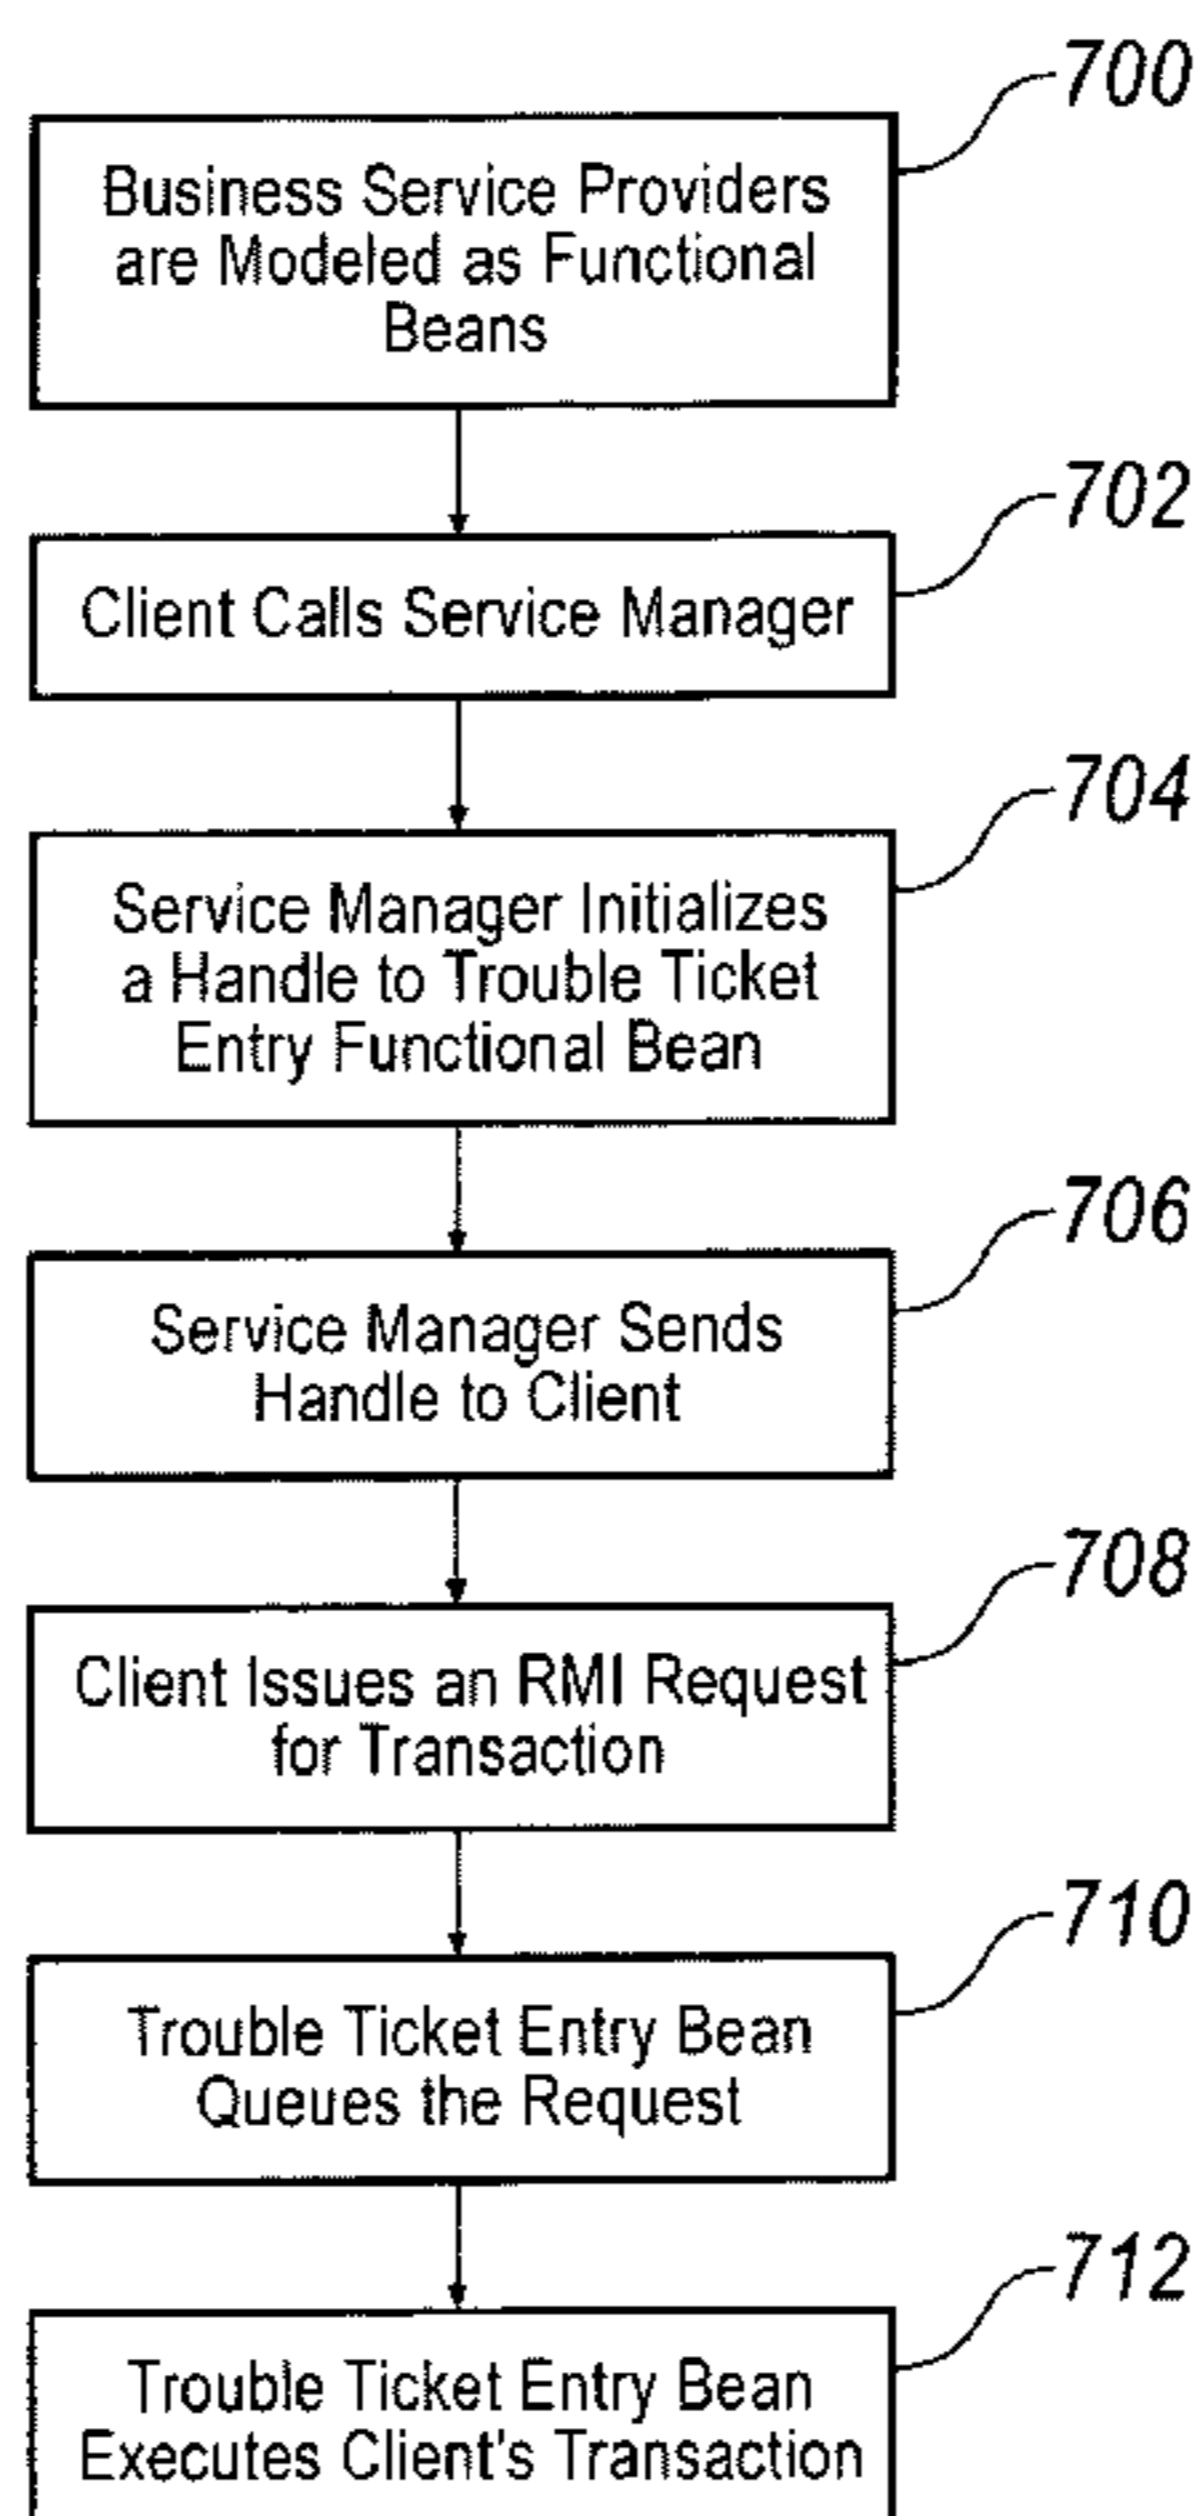 700
Business Service Providers
are Modeled as Functional
Beans
702
Client Calls Service Manager
704
Service Manager Initializes
a Handle to Trouble Ticket
Entry Functional Bean
706
Service Manager Sends
Handle to Client
708
Client Issues an RMI Request
for Transaction
710
Trouble Ticket Entry Bean
Queues the Request
712
Trouble Ticket Entry Bean
Executes Client's Transaction